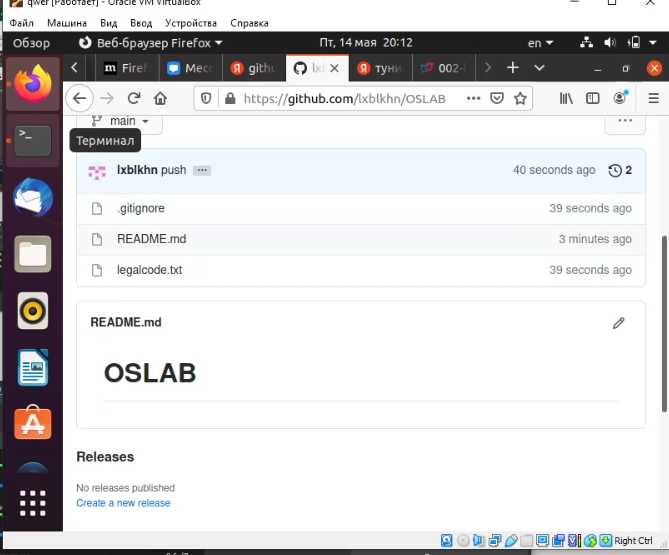 qwer [Работает] - Oracle VM VirtualBox
Файл Машина Вид Ввод Устройства Справка
Обзор Веб-браузер Firefox Пт, 14 мая 20:12 en
Firef Месс githu lxbl туни 002-l
https://github.com/lxblkhn/OSLAB
main
Терминал
lxblkhn push 40 seconds ago 2
.gitignore 39 seconds ago
README.md 3 minutes ago
legalcode.txt 39 seconds ago
README.md
OSLAB
Releases
No releases published
Create a new release
Right Ctrl